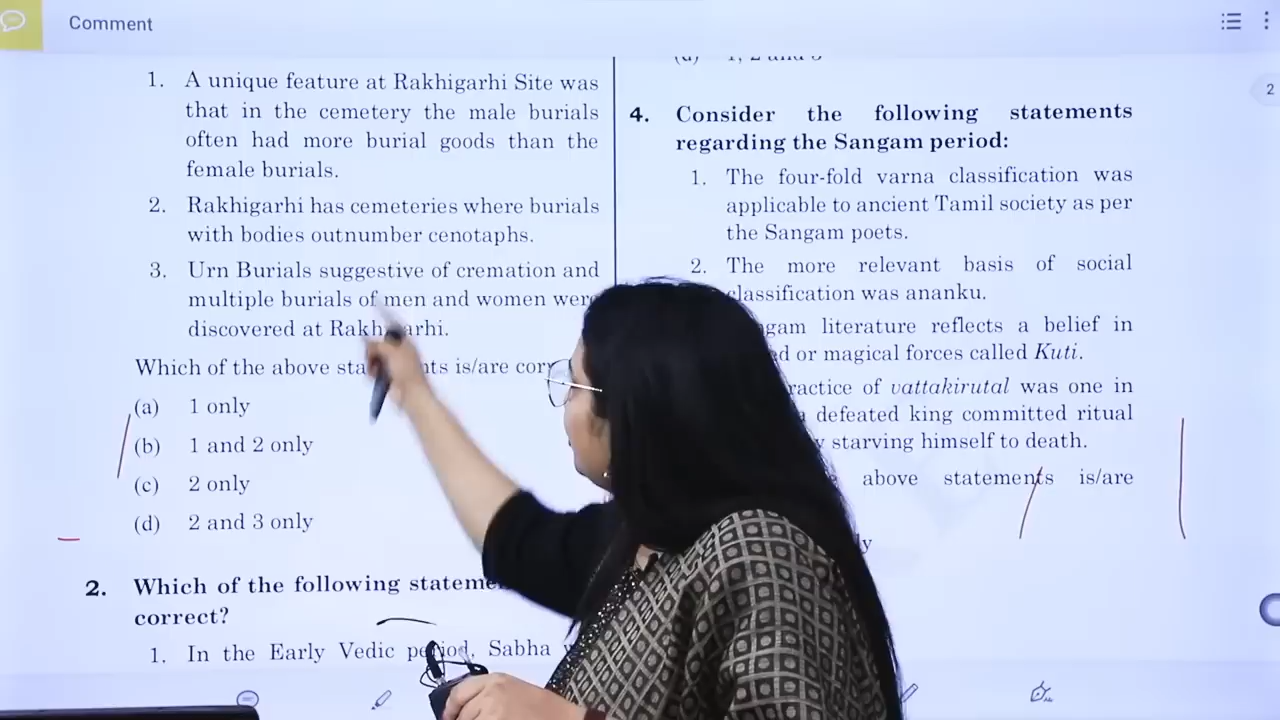 Comment
2
1. A unique feature at Rakhigarhi Site was
that in the cemetery the male burials
often had more burial goods than the
female burials.
2. Rakhigarhi has cemeteries where burials
with bodies outnumber cenotaphs.
3. Urn Burials suggestive of cremation and
multiple burials of men and women were
discovered at
Which of the above is/are
(a) 1 only
(b) 1 and 2 only
(c) 2 only
(d) 2 and 3 only
2. Which of the following
correct?
1. In the Early Vedic period, Sabha
4. Consider the following statements
regarding the Sangam period:
1. The four-fold varna classification was
applicable to ancient Tamil society as per
the Sangam poets.
2. The more relevant basis of social
classification was ananku.
literature reflects a belief in
or magical forces called Kuti.
of vattakirutal was one in
defeated king committed ritual
starving himself to death.
above statements is/are